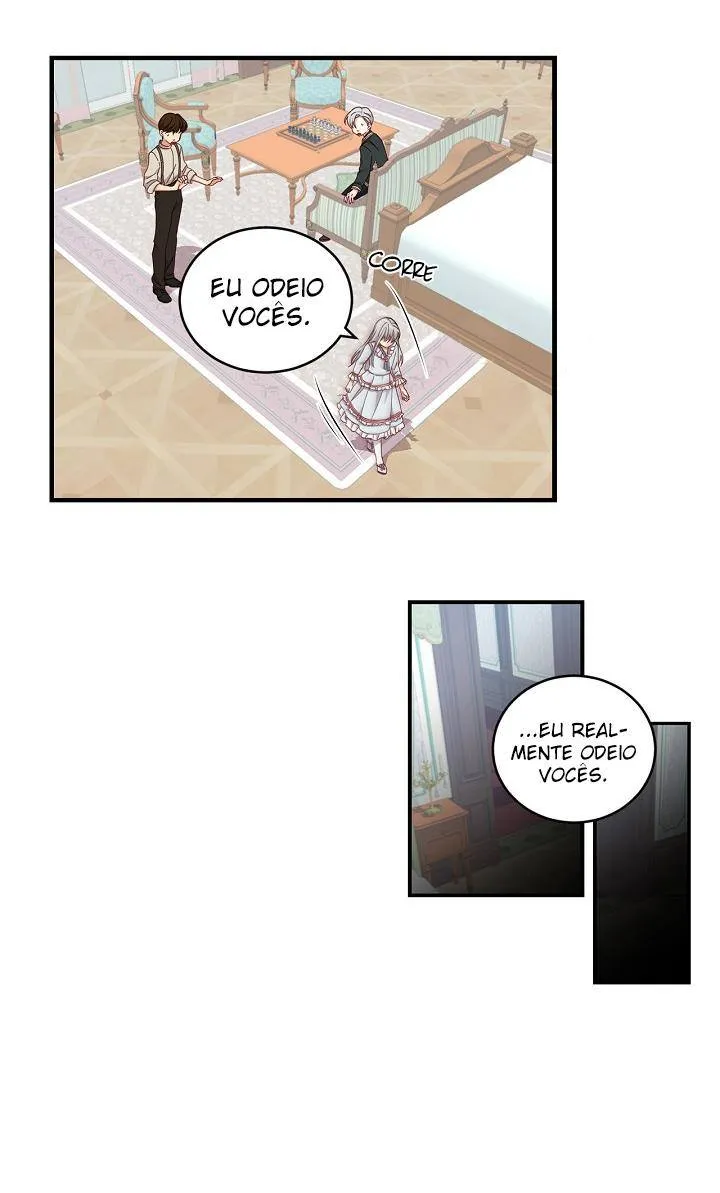 CORRE
EU ODEIO
VOCÊS.
...EU REAL-
MENTE ODEIO
VOCÊS.